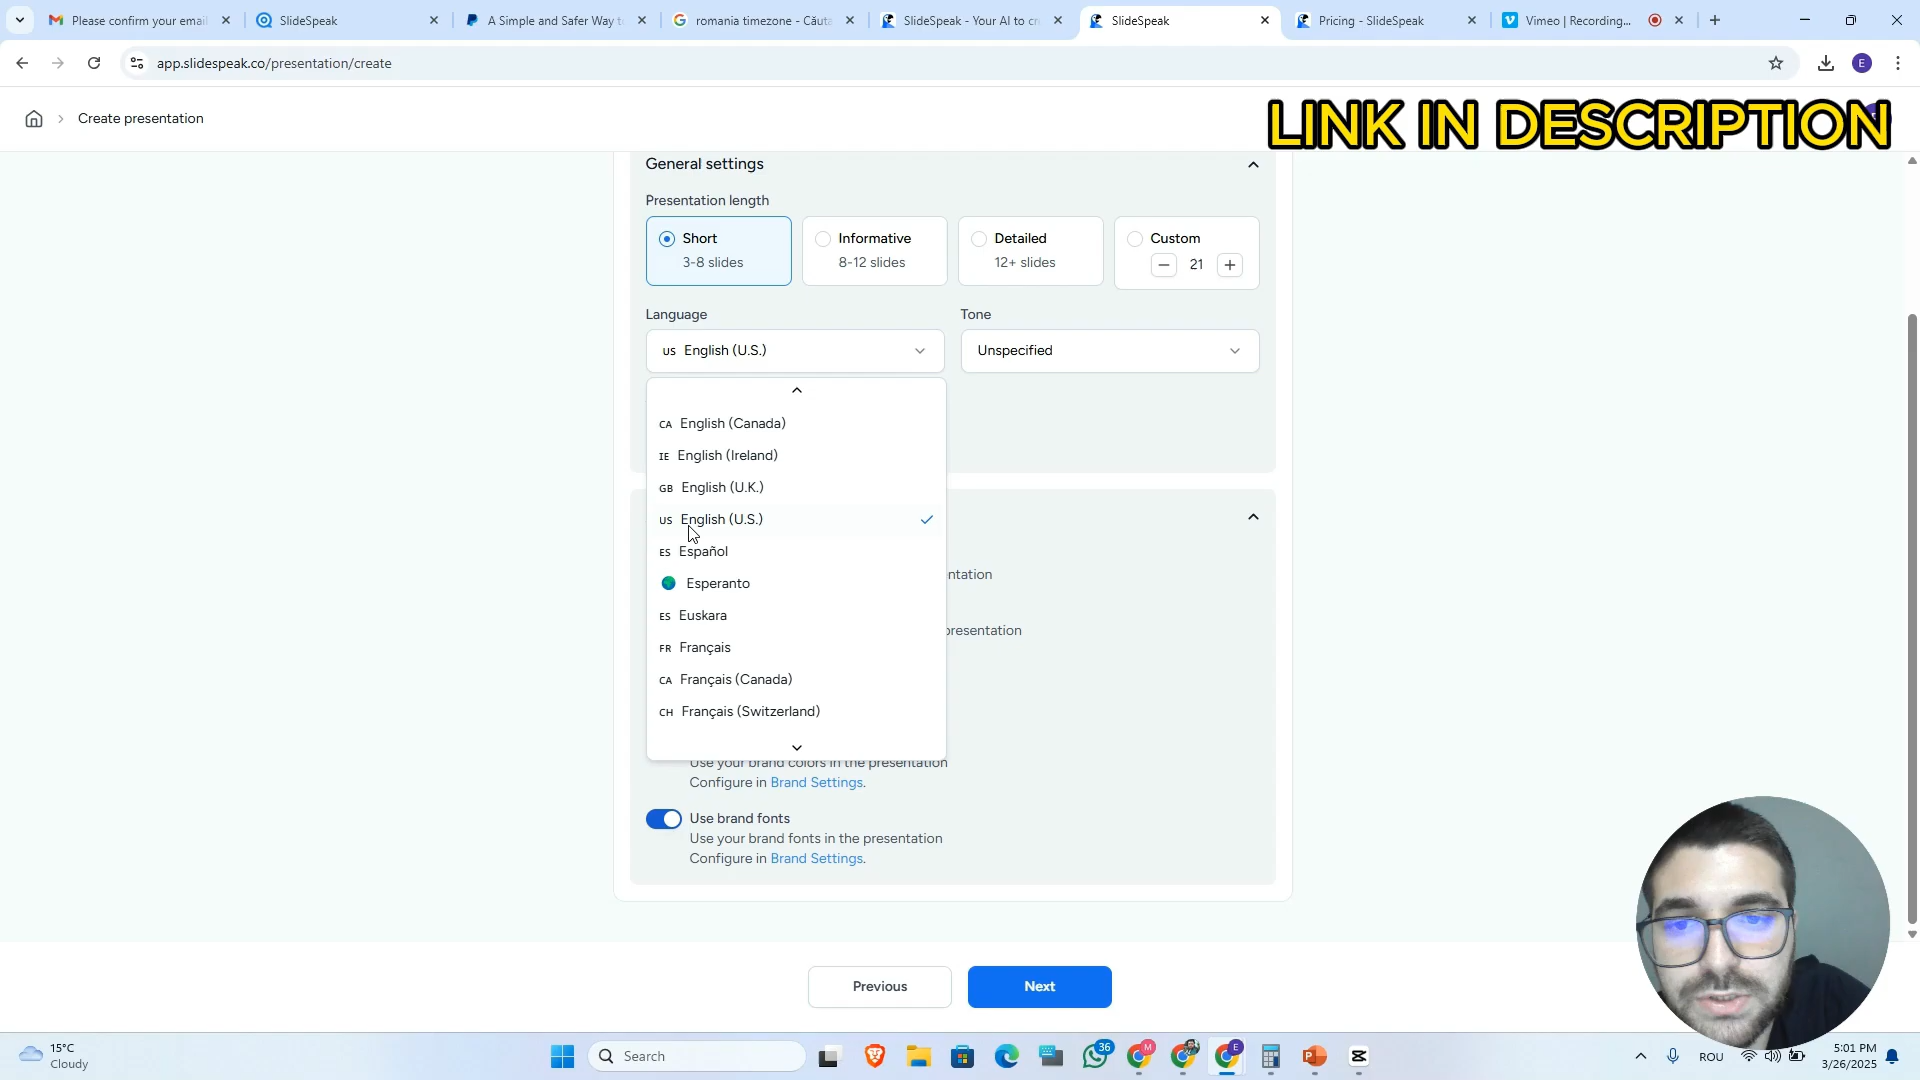 Please confirm your email
SlideSpeak
A Simple and Safer Way to
romania timezone - Căuta
SlideSpeak - Your AI to cr
SlideSpeak
Pricing - SlideSpeak
Vimeo | Recording...
app.slidespeak.co/presentation/create
E
Create presentation
LINK IN DESCRIPTION
General settings
Presentation length
Short
3-8 slides
Informative
8-12 slides
Detailed
12+ slides
Custom
21
Language
Tone
US English (U.S.)
Unspecified
CA English (Canada)
IE English (Ireland)
GB English (U.K.)
US English (U.S.)
ES Español
Esperanto
ntation
ES Euskara
presentation
FR Français
CA Français (Canada)
CH Français (Switzerland)
Use your brand colors in the presentation
Configure in Brand Settings.
Use brand fonts
Use your brand fonts in the presentation
Configure in Brand Settings.
Previous
Next
15°C
Cloudy
Search
36
M
E
ROU
5:01 PM
3/26/2025